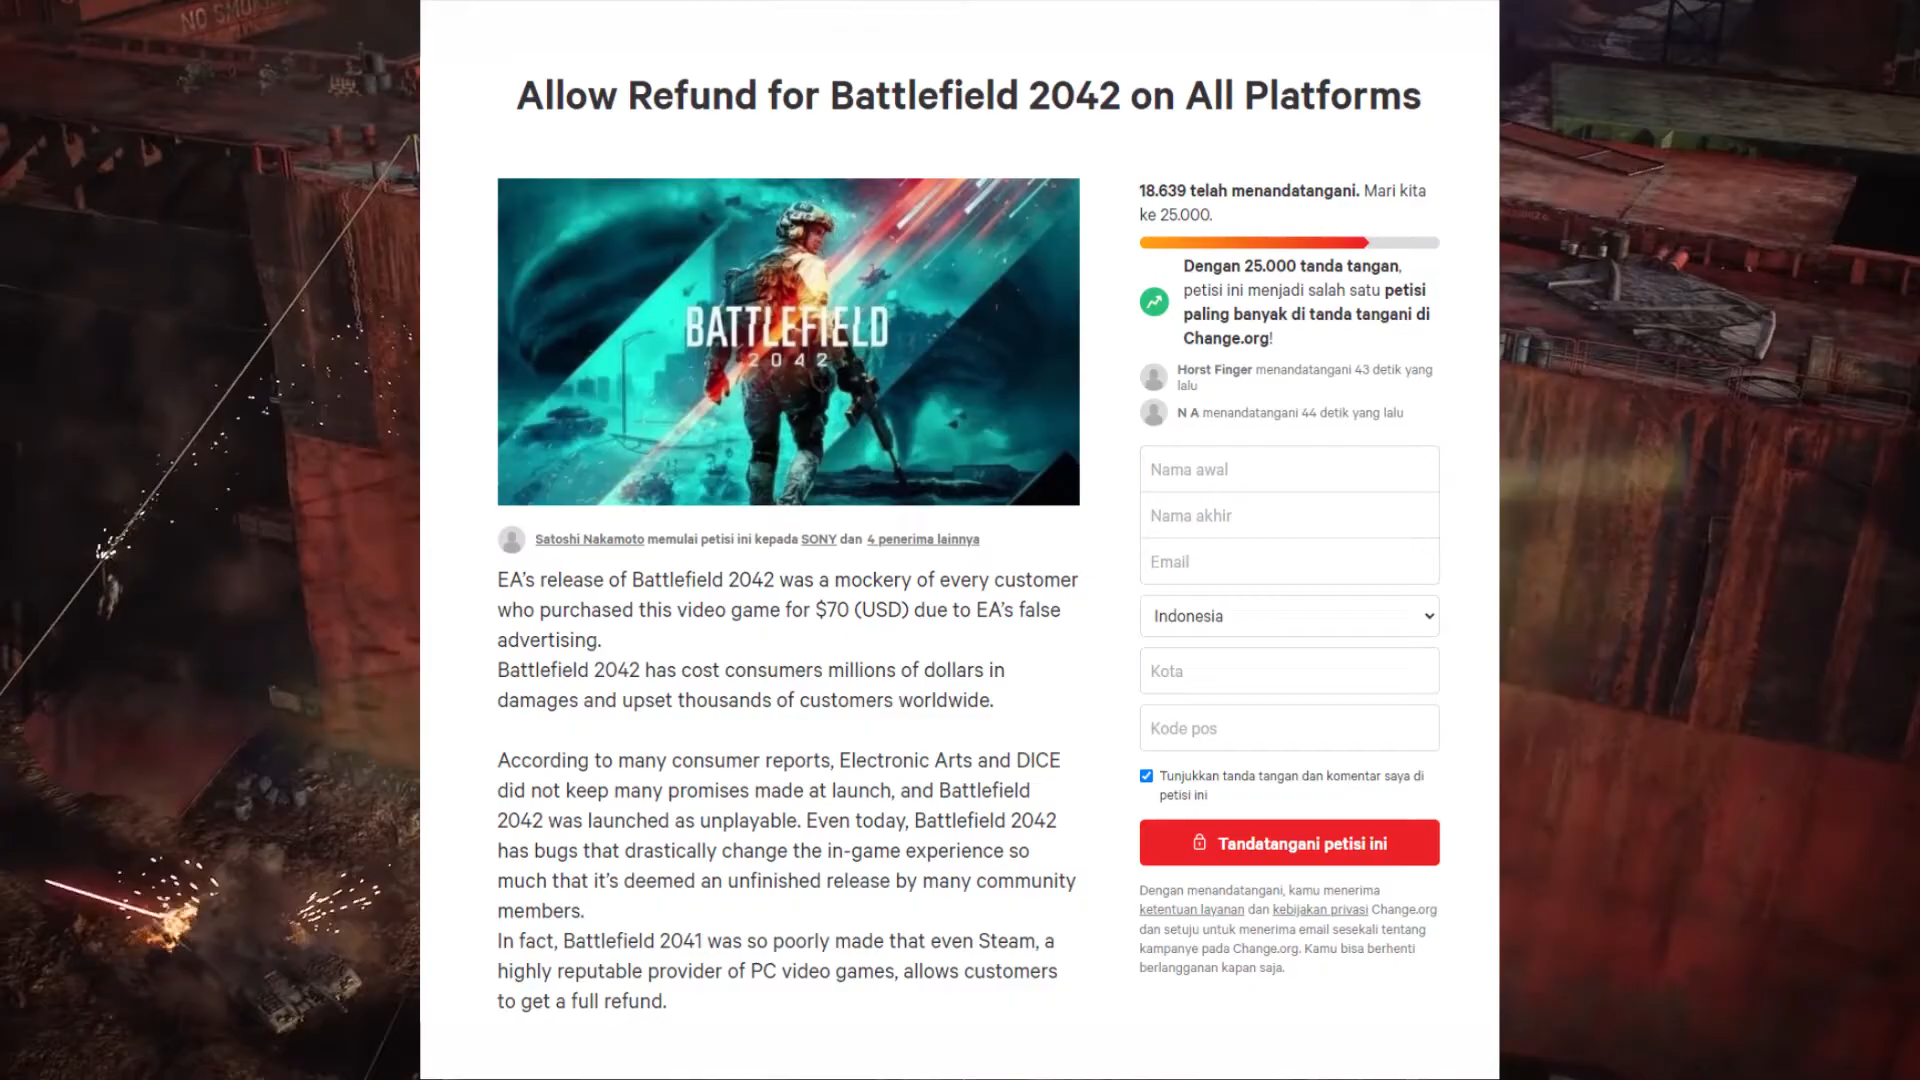 NO SMOKING
Allow Refund for Battlefield 2042 on All Platforms
BATTLEFIELD
2042
Satoshi Nakamoto memulai petisi ini kepada SONY dan 4 penerima lainnya
EA’s release of Battlefield 2042 was a mockery of every customer
who purchased this video game for $70 (USD) due to EA’s false
advertising.
Battlefield 2042 has cost consumers millions of dollars in
damages and upset thousands of customers worldwide.
According to many consumer reports, Electronic Arts and DICE
did not keep many promises made at launch, and Battlefield
2042 was launched as unplayable. Even today, Battlefield 2042
has bugs that drastically change the in-game experience so
much that it’s deemed an unfinished release by many community
members.
In fact, Battlefield 2041 was so poorly made that even Steam, a
highly reputable provider of PC video games, allows customers
to get a full refund.
18.639 telah menandatangani. Mari kita
ke 25.000.
Dengan 25.000 tanda tangan,
petisi ini menjadi salah satu petisi
paling banyak di tanda tangani di
Change.org!
Horst Finger menandatangani 43 detik yang
lalu
N A menandatangani 44 detik yang lalu
Nama awal
Nama akhir
Email
Indonesia
Kota
Kode pos
Tunjukkan tanda tangan dan komentar saya di
petisi ini
Tandatangani petisi ini
Dengan menandatangani, kamu menerima
ketentuan layanan dan kebijakan privasi Change.org
dan setuju untuk menerima email sesekali tentang
kampanye pada Change.org. Kamu bisa berhenti
berlangganan kapan saja.